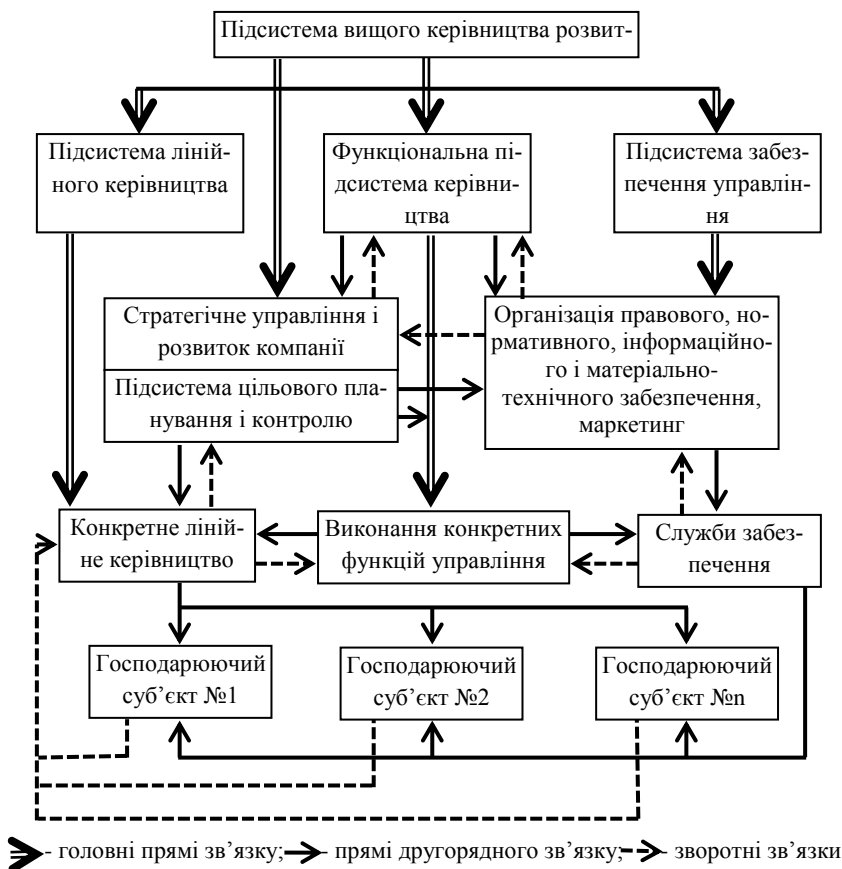 Підсистема вищого керівництва розвит-
Підсистема ліній-
ного керівництва
Функціональна пі-
дсистема керівни-
цтва
Підсистема забез-
печення управлін-
ня
Стратегічне управління і
розвиток компанії
Підсистема цільового пла-
нування і контролю
Організація правового, но-
рмативного, інформаційно-
го і матеріально-
технічного забезпечення,
маркетинг
Конкретне ліній-
не керівництво
Виконання конкретних
функцій управління
Служби забез-
печення
Господарюючий
суб’єкт №1
Господарюючий
суб’єкт №2
Господарюючий
суб’єкт №n
- головні прямі зв’язку; - прямі другорядного зв’язку; - зворотні зв’язки